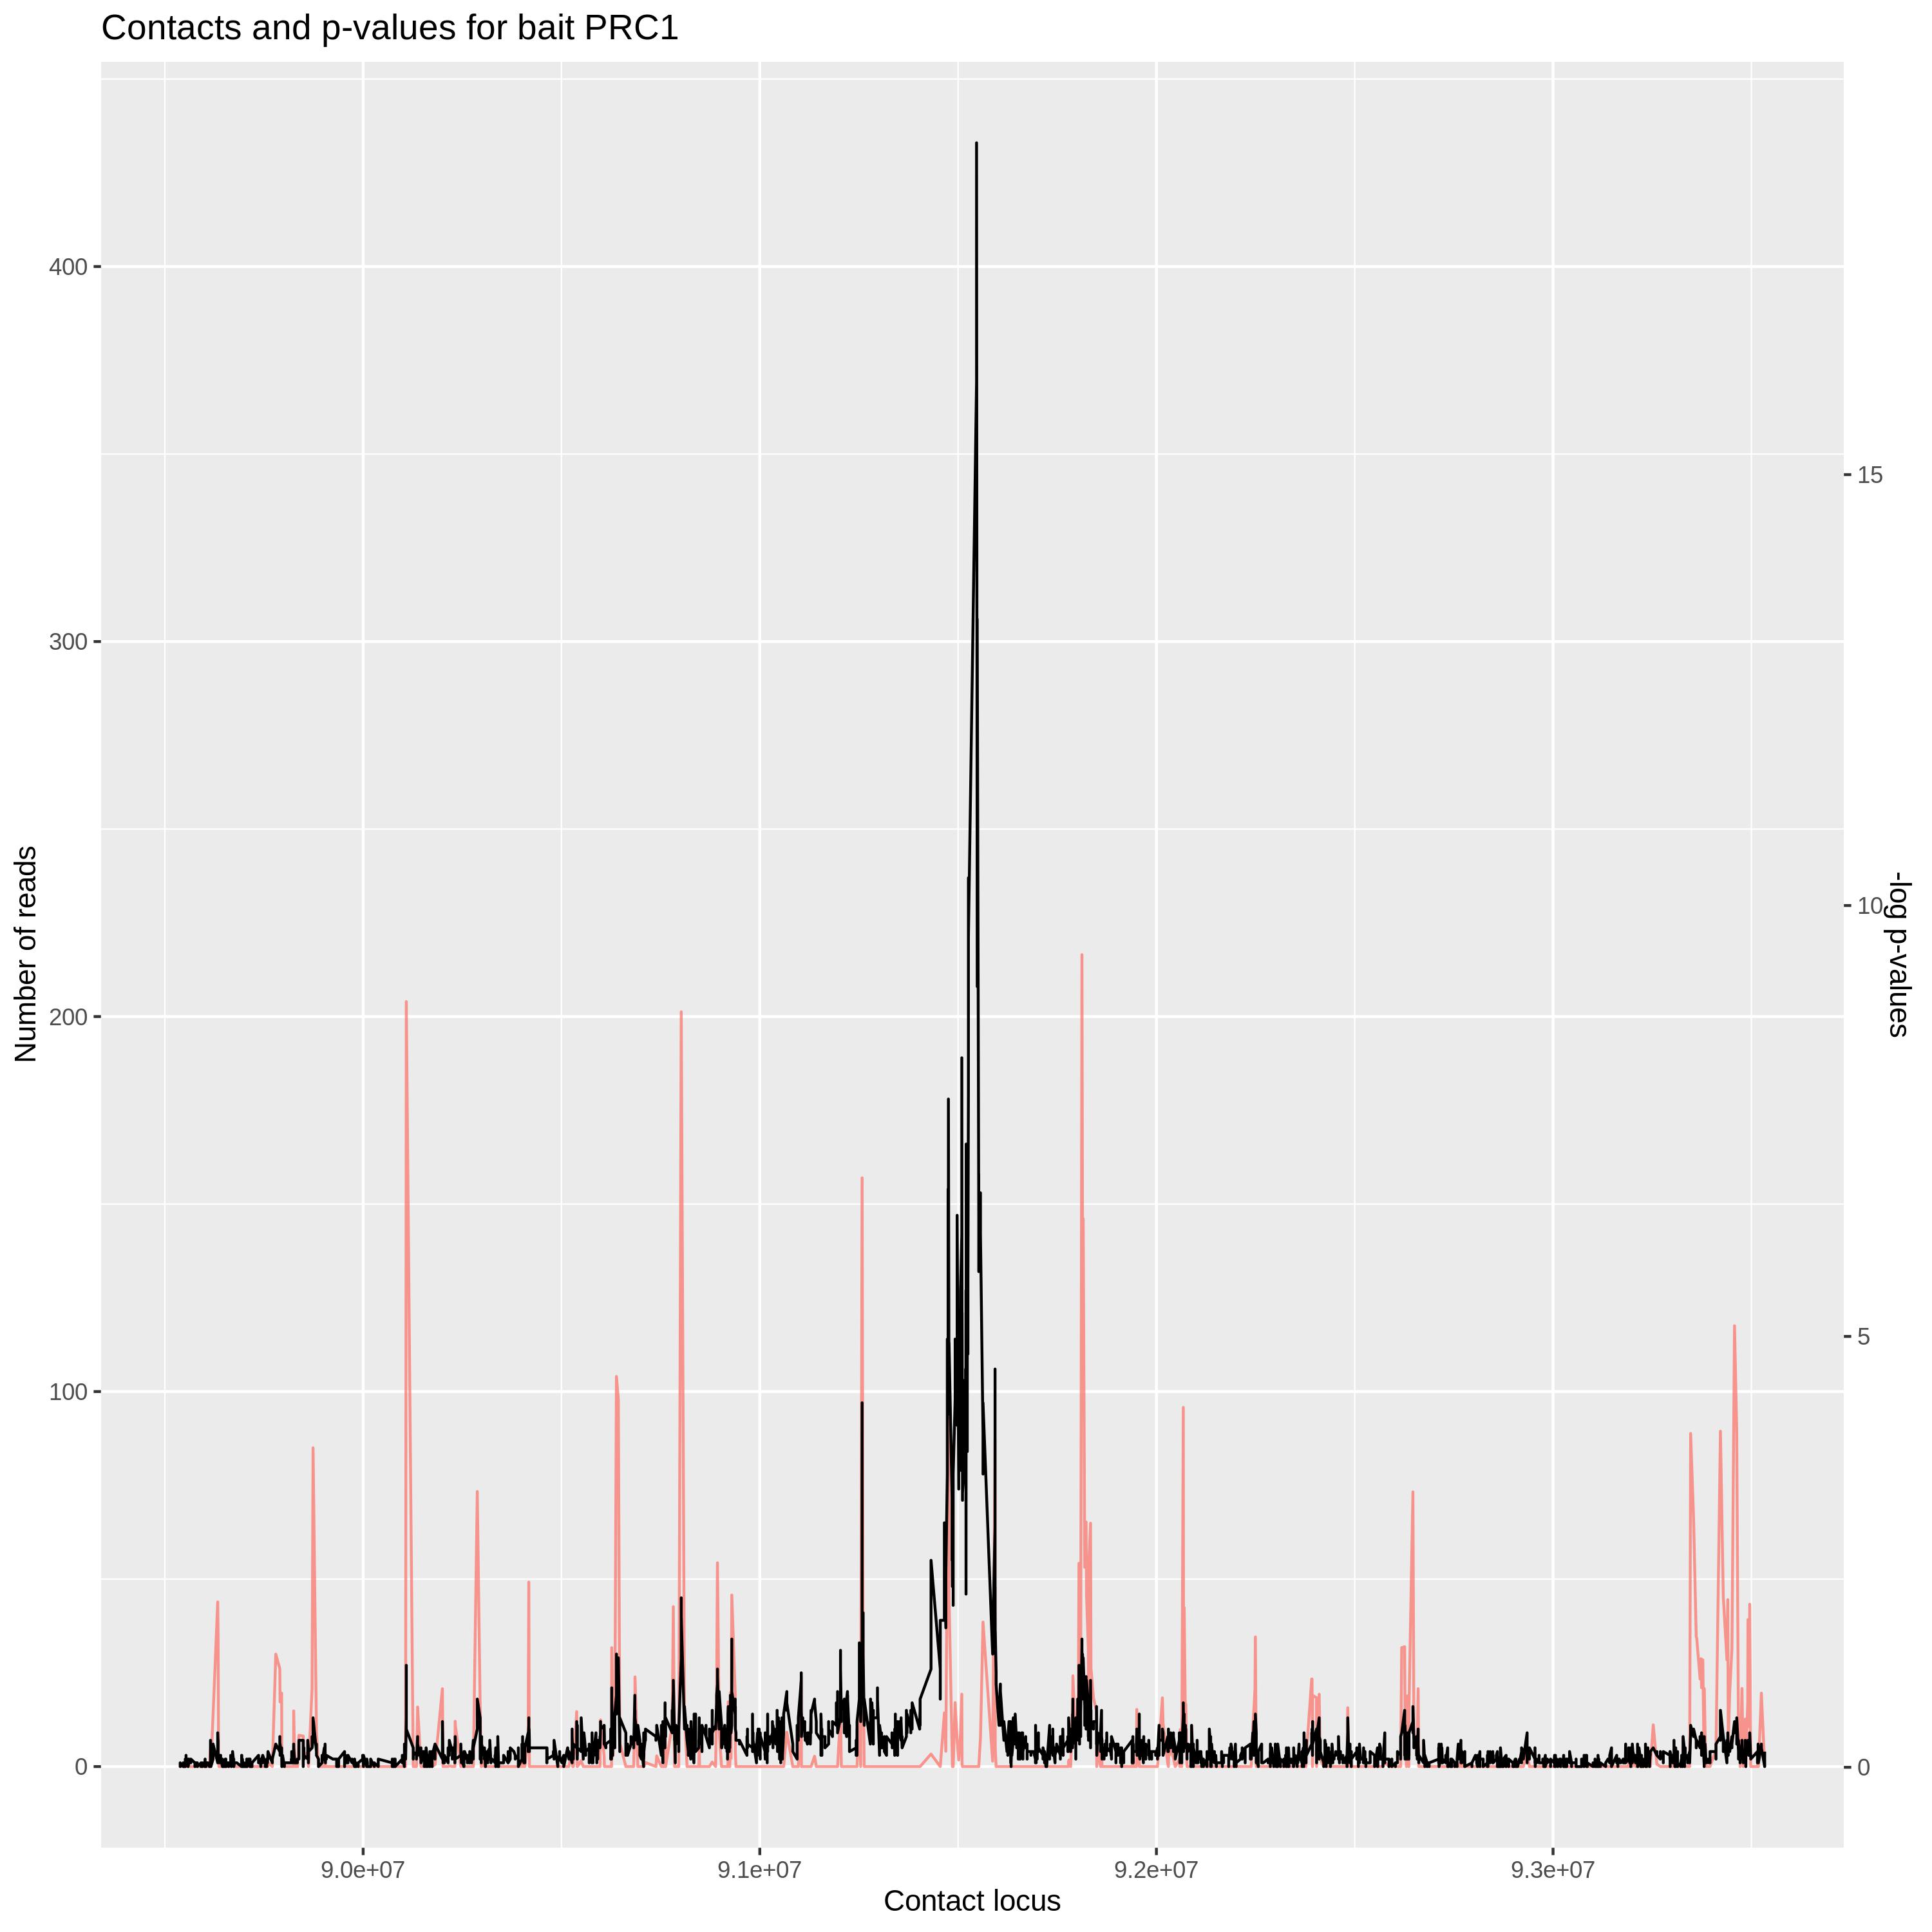 Contacts and p-values for bait PRC1
Number of reads
400
300
200
100
0
15
10
5
0
-log p-values
9.0e+07 9.1e+07 9.2e+07 9.3e+07
Contact locus